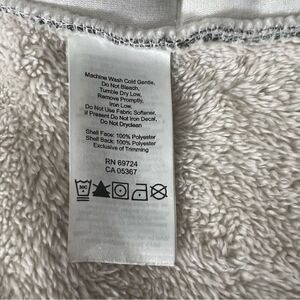 Machine Wash Cold Gentle,
Do Not Bleach,
Tumble Dry Low,
Remove Promptly,
Iron Low.
Do Not Use Fabric Softener,
if Present Do Not Iron Decal,
Do Not Dryclean
Shell Face: 100% Polyester
Shell Back: 100% Polyester
Exclusive of Trimming
RN 69724
CA 05367